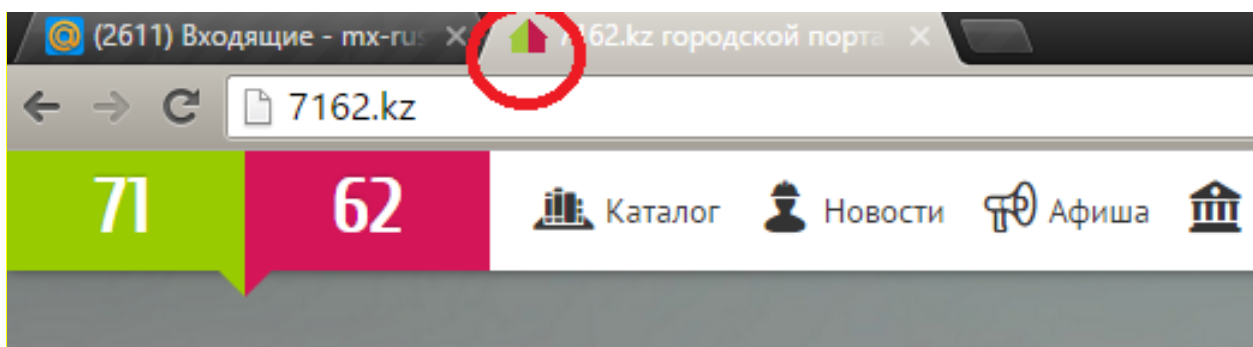 (2611) Входящие - mx-rus
7162.kz городской порта
7162.kz
71 62 Каталог Новости Афиша